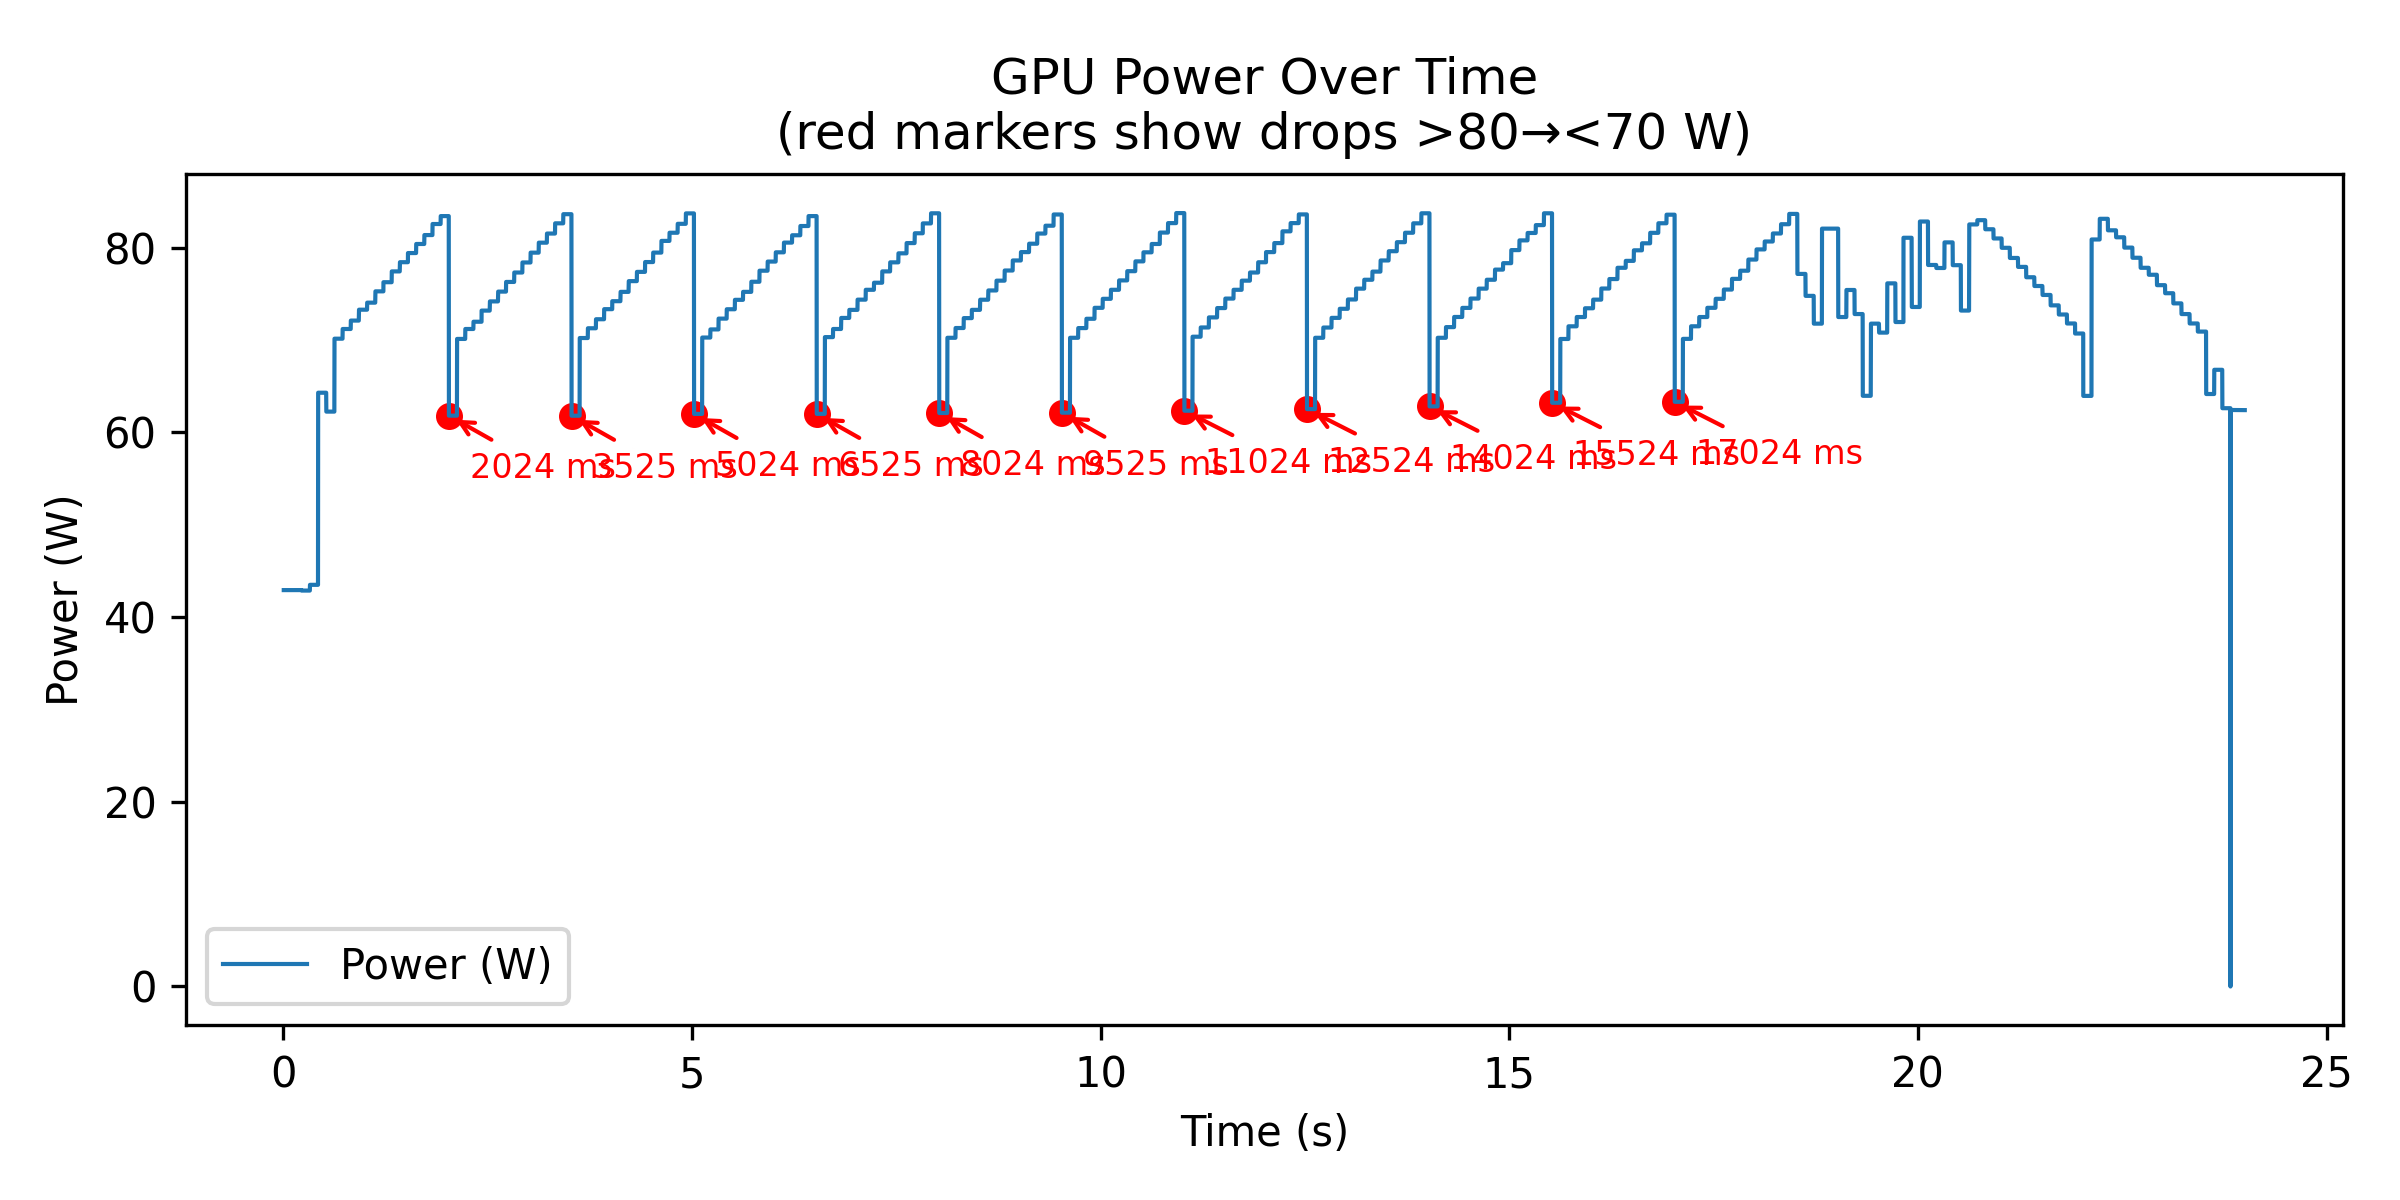 GPU Power Over Time
(red markers show drops >80→<70 W)
Power (W)
80
60
40
20
0
2024 ms
3525 ms
5024 ms
6525 ms
8024 ms
9525 ms
11024 ms
12524 ms
14024 ms
15524 ms
17024 ms
Power (W)
0
5
10
15
20
25
Time (s)